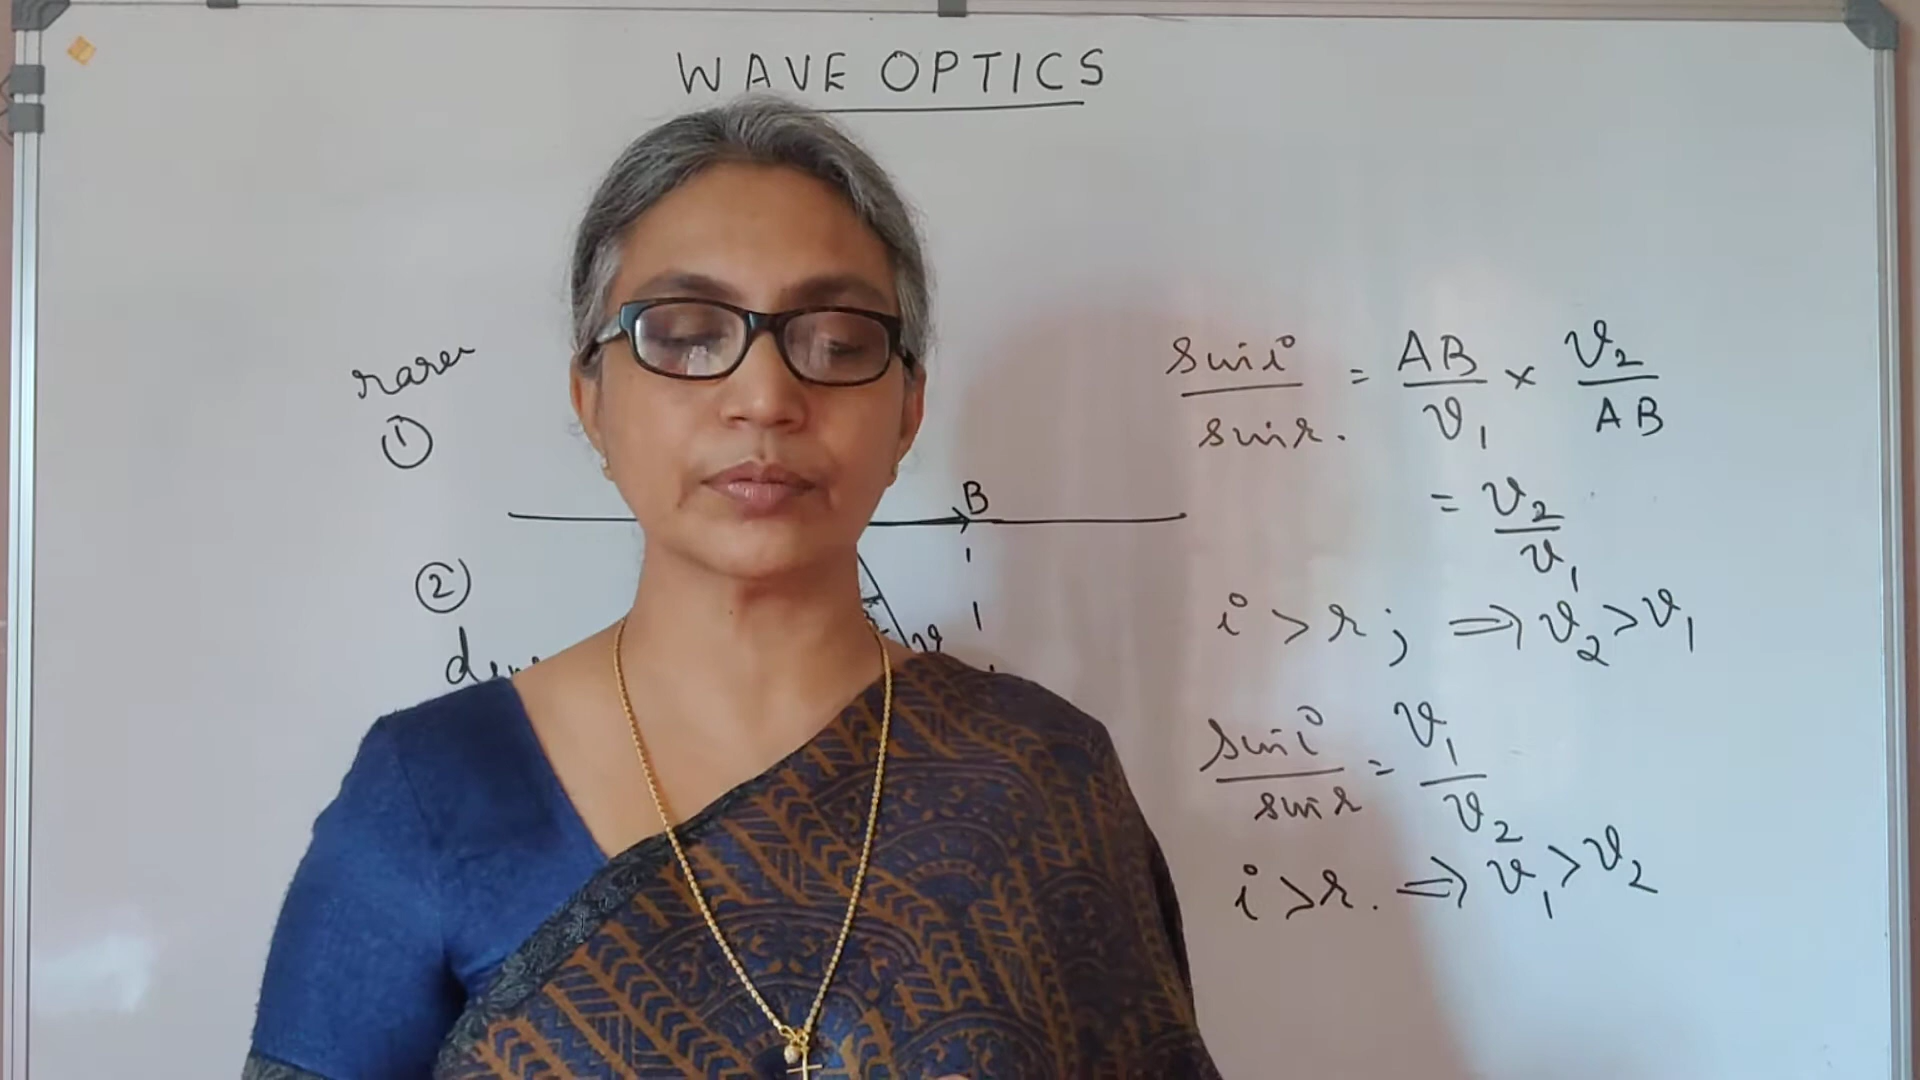 WAVE OPTICS
rarer
①
B
②
v
sin i / sin r. = AB / v₁ × v₂ / AB
= v₂ / v₁
i > r ; ⟹ v₂ > v₁
sin i / sin r = v₁ / v₂
i > r. ⟹ v₁ > v₂